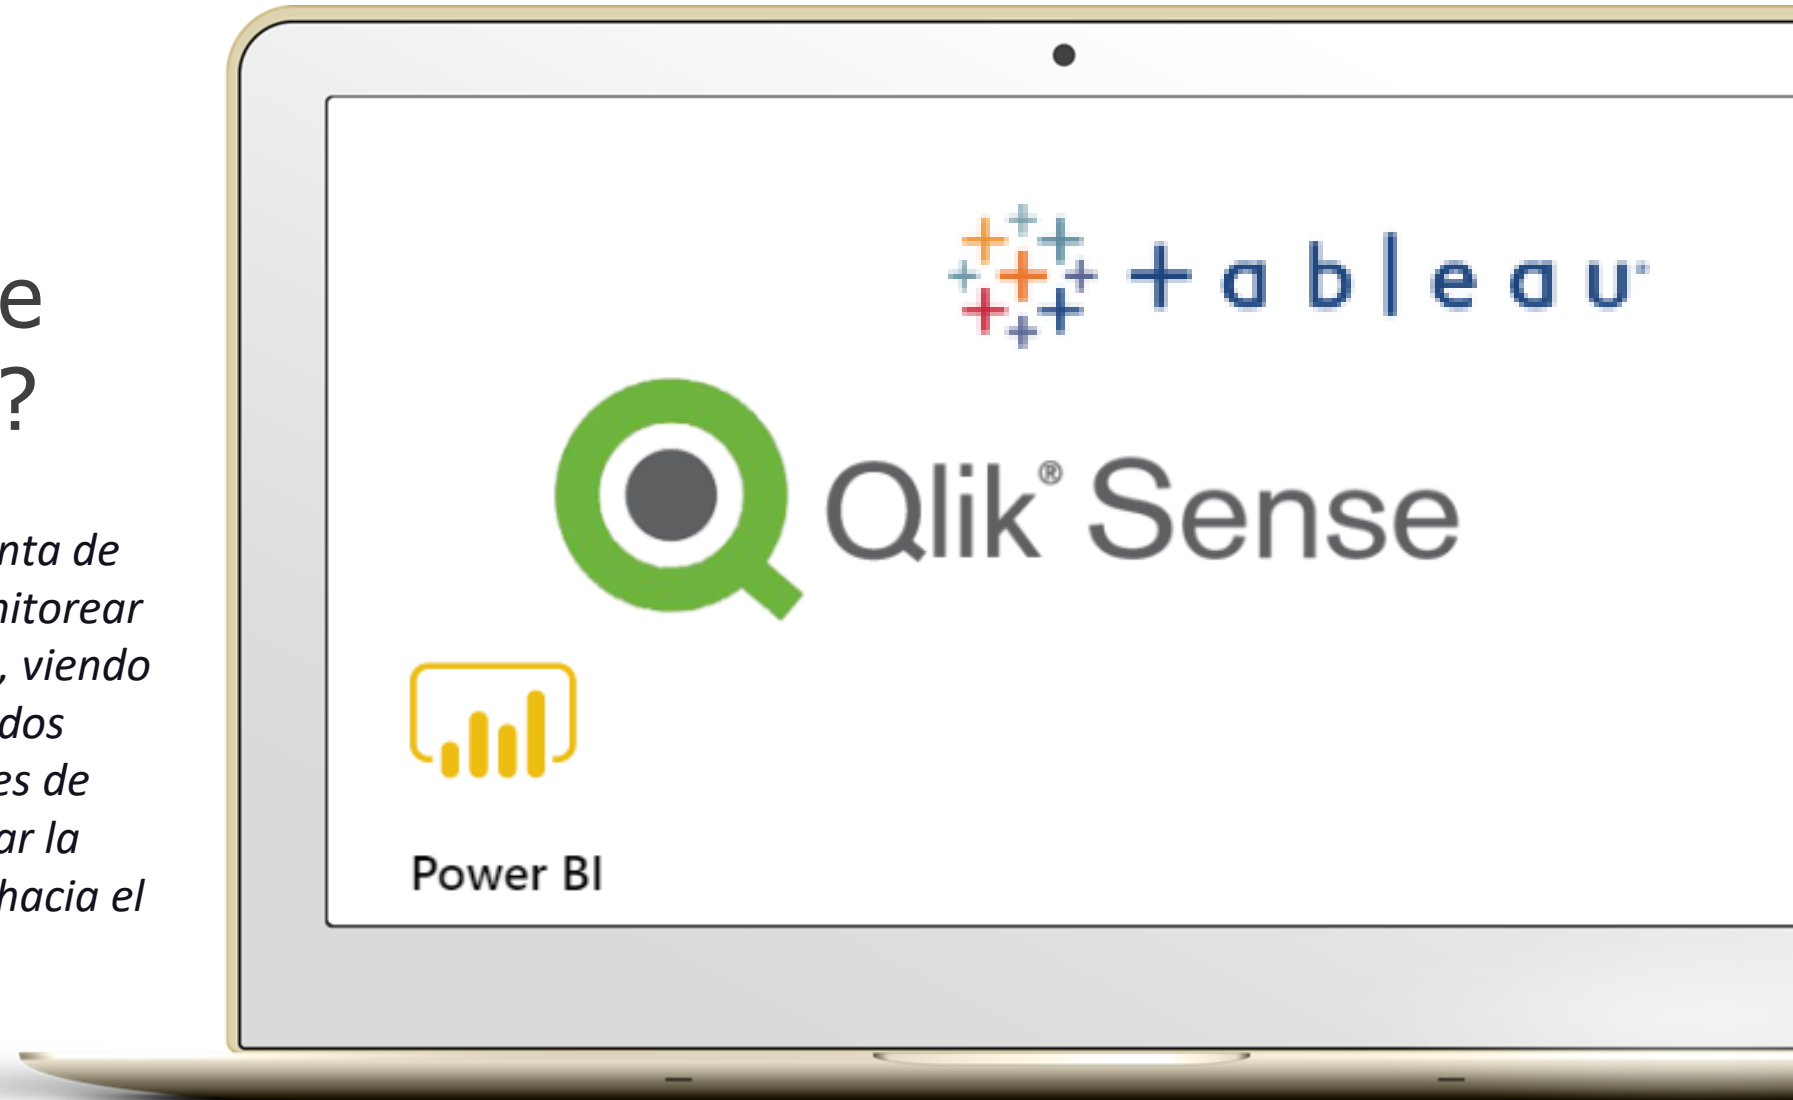 e
?
nta de
nitorear
, viendo
dos
es de
ar la
hacia el
tableau
Qlik® Sense
Power BI